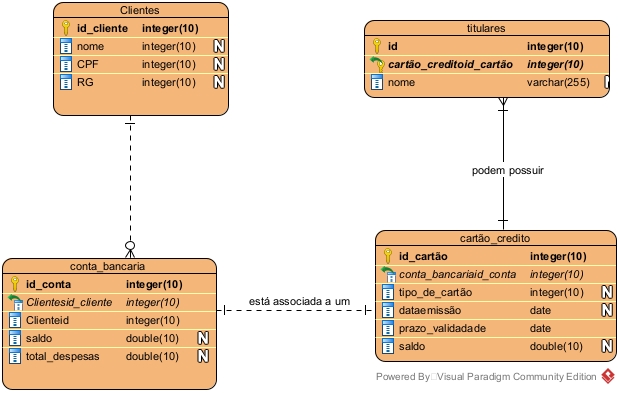 Clientes
id_cliente integer(10)
nome integer(10) N
CPF integer(10) N
RG integer(10) N
titulares
id integer(10)
cartão_creditoid_cartão integer(10)
nome varchar(255) N
podem possuir
conta_bancaria
id_conta integer(10)
Clientesid_cliente integer(10)
Clienteid integer(10)
saldo double(10) N
total_despesas double(10) N
está associada a um
cartão_credito
id_cartão integer(10)
conta_bancariaid_conta integer(10)
tipo_de_cartão integer(10) N
dataemissão date N
prazo_validadade date
saldo double(10) N
Powered By Visual Paradigm Community Edition